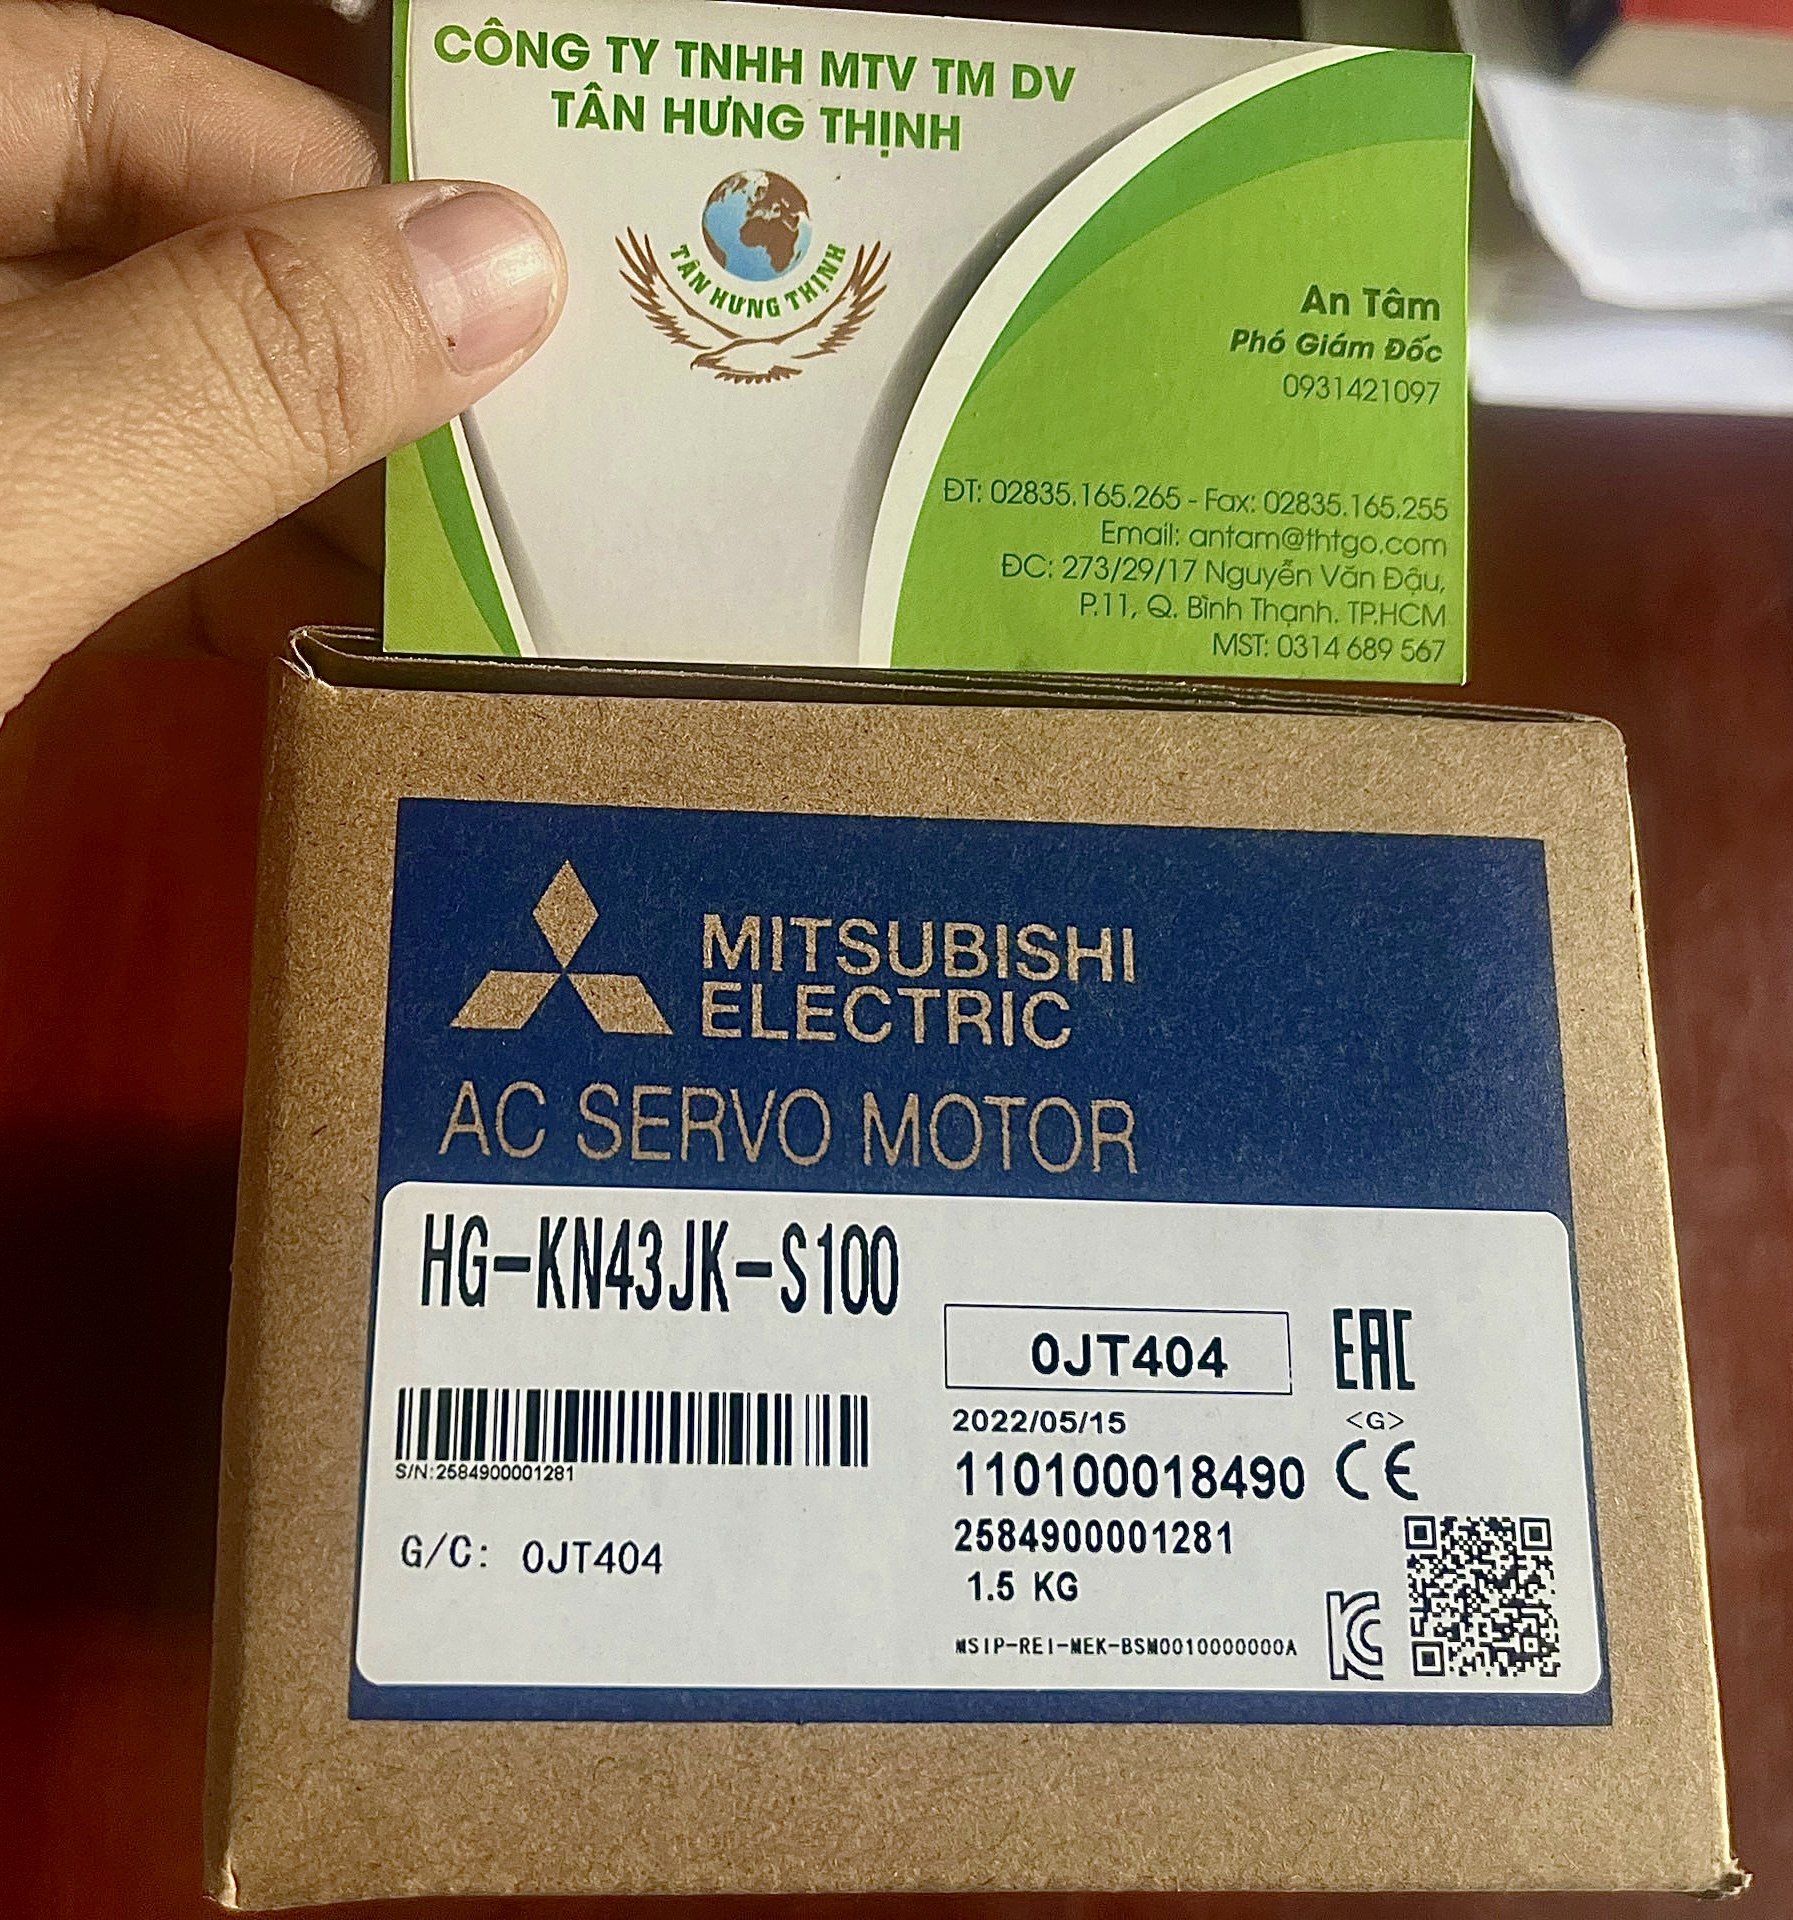 CÔNG TY TNHH MTV TM DV
TÂN HƯNG THỊNH
TÂN HƯNG THỊNH
An Tâm
Phó Giám Đốc
0931421097
ĐT: 02835.165.265 - Fax: 02835.165.255
Email: antam@thtgo.com
ĐC: 273/29/17 Nguyễn Văn Đậu,
P.11, Q. Bình Thạnh. TP.HCM
MST: 0314 689 567
MITSUBISHI
ELECTRIC
AC SERVO MOTOR
HG-KN43JK-S100
0JT404
EAC
2022/05/15
<G>
S/N:2584900001281
110100018490
CE
2584900001281
G/C: 0JT404
1.5 KG
MSIP-REI-MEK-BSM0010000000A
KC